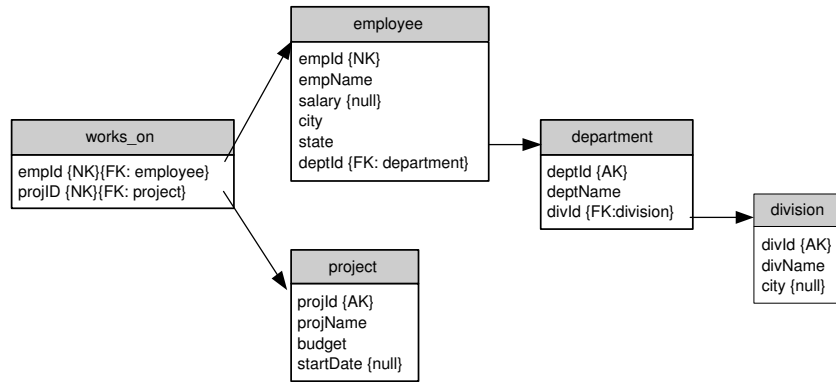 employee
empId {NK}
empName
salary {null}
city
state
deptId {FK: department}
works_on
empId {NK}{FK: employee}
projID {NK}{FK: project}
department
deptId {AK}
deptName
divId {FK:division}
division
divId {AK}
divName
city {null}
project
projId {AK}
projName
budget
startDate {null}